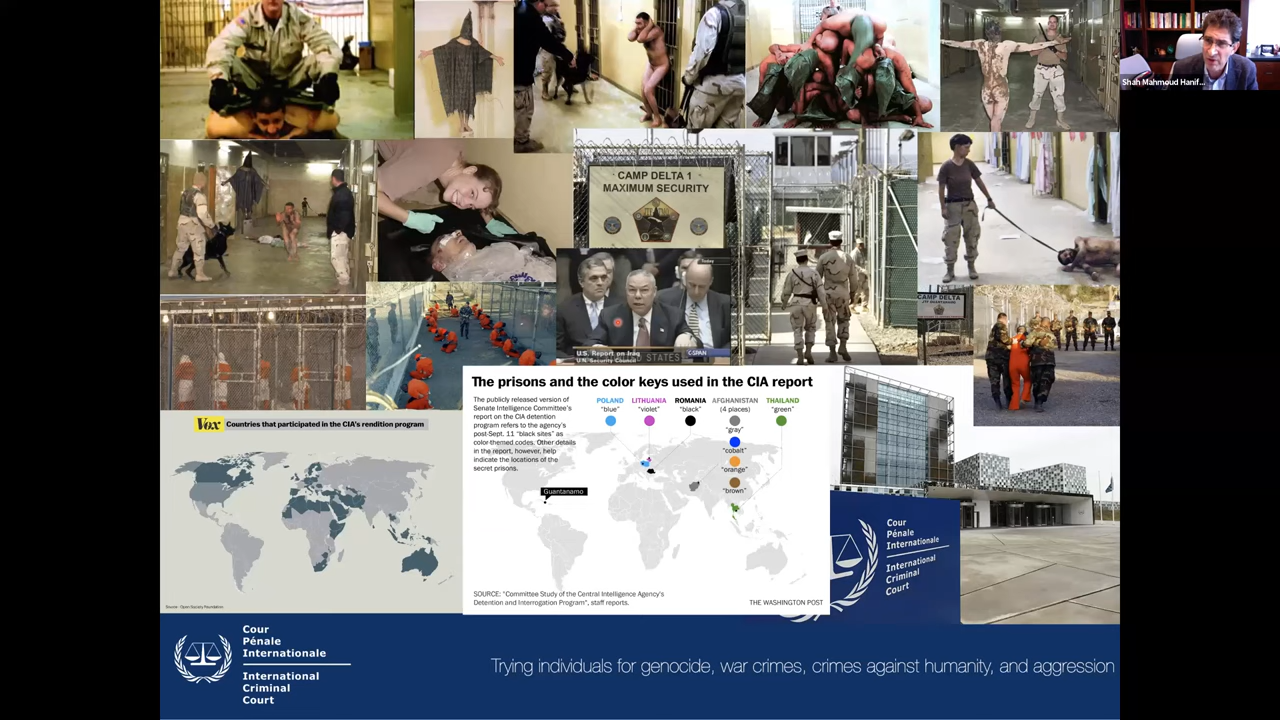 Shah Mahmoud Hanif...
CAMP DELTA 1
MAXIMUM SECURITY
CAMP DELTA
U.S. Report on Iraq
U.N. Security Council
C-SPAN
STATES
The prisons and the color keys used in the CIA report
The publicly released version of
Senate Intelligence Committee's
report on the CIA detention
program refers to the agency's
post-Sept. 11 "black sites" as
color-themed codes. Other details
in the report, however, help
indicate the locations of the
secret prisons.
POLAND
"blue"
LITHUANIA
"violet"
ROMANIA
"black"
AFGHANISTAN
(4 places)
"gray"
"cobalt"
"orange"
"brown"
THAILAND
"green"
Guantanamo
SOURCE: "Committee Study of the Central Intelligence Agency's
Detention and Interrogation Program", staff reports.
THE WASHINGTON POST
Vox Countries that participated in the CIA's rendition program
Source: Open Society Foundation
Cour
Pénale
Internationale
International
Criminal
Court
Cour
Pénale
Internationale
International
Criminal
Court
Trying individuals for genocide, war crimes, crimes against humanity, and aggression